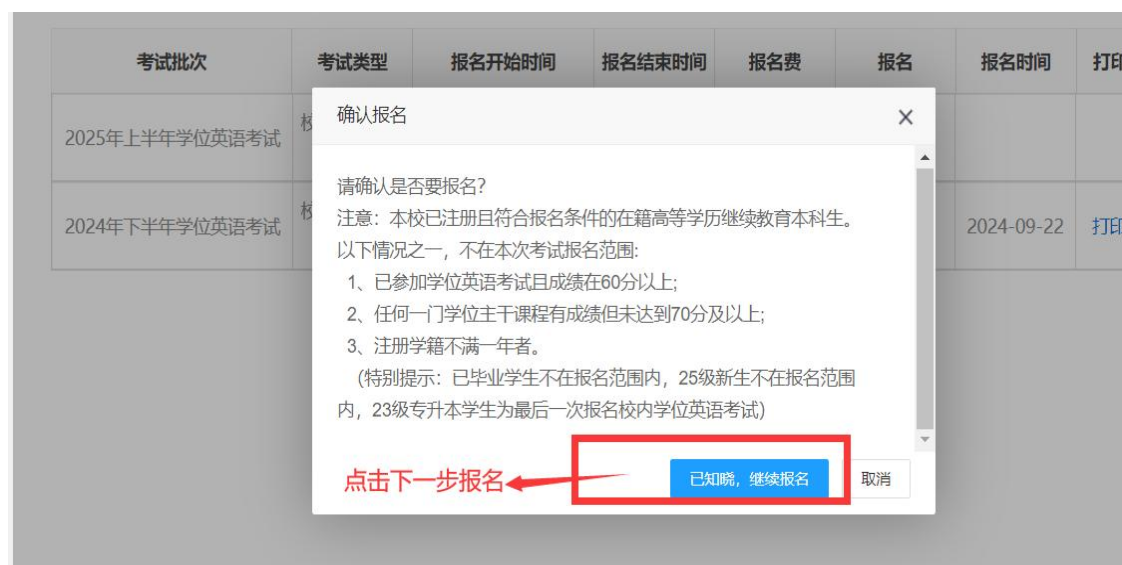 考试批次 考试类型 报名开始时间 报名结束时间 报名费 报名 报名时间 打印
确认报名
2025年上半年学位英语考试 校
请确认是否要报名?
注意：本校已注册且符合报名条件的在籍高等学历继续教育本科生。
2024年下半年学位英语考试 校 2024-09-22 打印
以下情况之一，不在本次考试报名范围:
1、已参加学位英语考试且成绩在60分以上;
2、任何一门学位主干课程有成绩但未达到70分及以上;
3、注册学籍不满一年者。
(特别提示：已毕业学生不在报名范围内，25级新生不在报名范围
内，23级专升本学生为最后一次报名校内学位英语考试)
点击下一步报名 已知晓，继续报名 取消